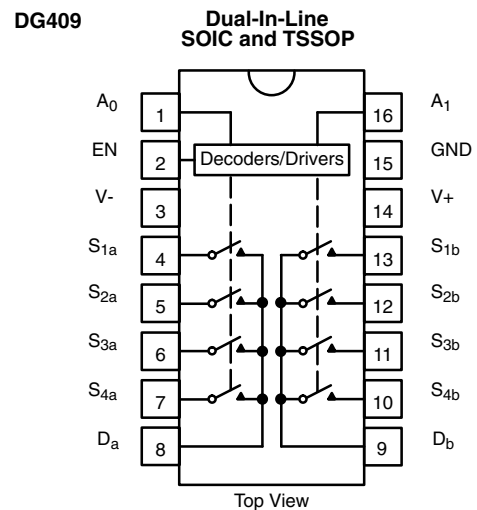 DG409
Dual-In-Line
SOIC and TSSOP
A0 1 16 A1
EN 2 Decoders/Drivers 15 GND
V- 3 14 V+
S1a 4 13 S1b
S2a 5 12 S2b
S3a 6 11 S3b
S4a 7 10 S4b
Da 8 9 Db
Top View